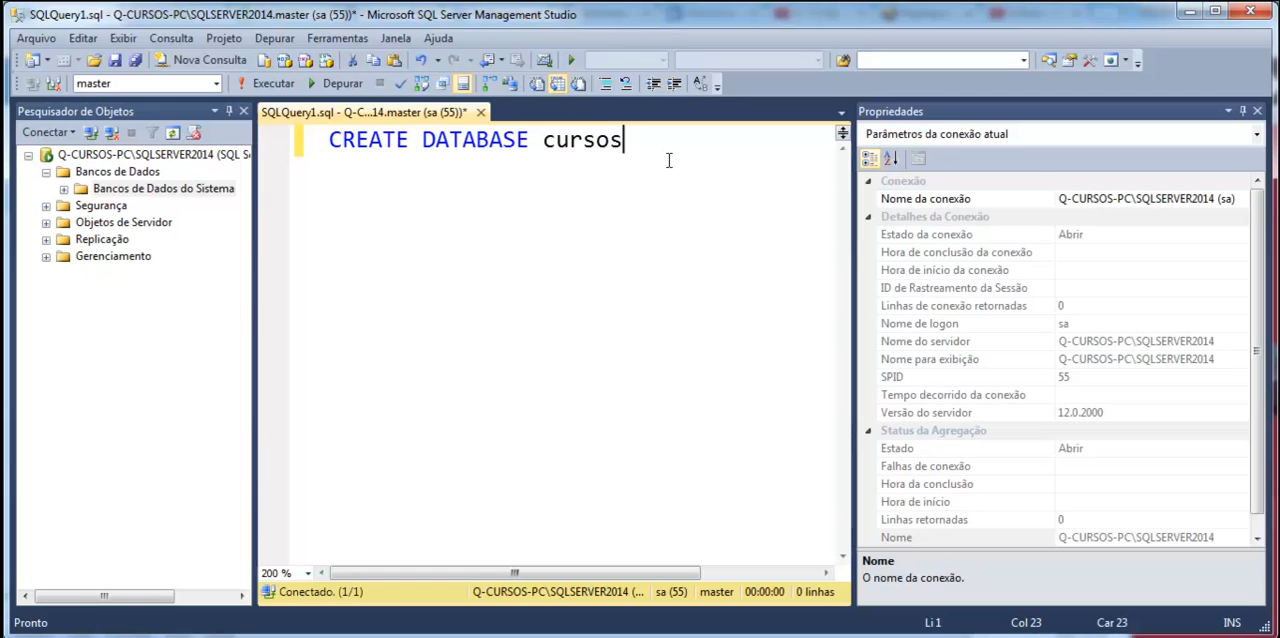 SQLQuery1.sql - Q-CURSOS-PC\SQLSERVER2014.master (sa (55))* - Microsoft SQL Server Management Studio
Arquivo Editar Exibir Consulta Projeto Depurar Ferramentas Janela Ajuda
Nova Consulta
master Executar Depurar
Pesquisador de Objetos
Conectar
Q-CURSOS-PC\SQLSERVER2014 (SQL S
Bancos de Dados
Bancos de Dados do Sistema
Segurança
Objetos de Servidor
Replicação
Gerenciamento
SQLQuery1.sql - Q-C...14.master (sa (55))*
CREATE DATABASE cursos
200 %
Conectado. (1/1) Q-CURSOS-PC\SQLSERVER2014 (... sa (55) master 00:00:00 0 linhas
Propriedades
Parâmetros da conexão atual
Conexão
Nome da conexão Q-CURSOS-PC\SQLSERVER2014 (sa)
Detalhes da Conexão
Estado da conexão Abrir
Hora de conclusão da conexão
Hora de início da conexão
ID de Rastreamento da Sessão
Linhas de conexão retornadas 0
Nome de logon sa
Nome do servidor Q-CURSOS-PC\SQLSERVER2014
Nome para exibição Q-CURSOS-PC\SQLSERVER2014
SPID 55
Tempo decorrido da conexão
Versão do servidor 12.0.2000
Status da Agregação
Estado Abrir
Falhas de conexão
Hora da conclusão
Hora de início
Linhas retornadas 0
Nome Q-CURSOS-PC\SQLSERVER2014
Nome
O nome da conexão.
Pronto Li 1 Col 23 Car 23 INS